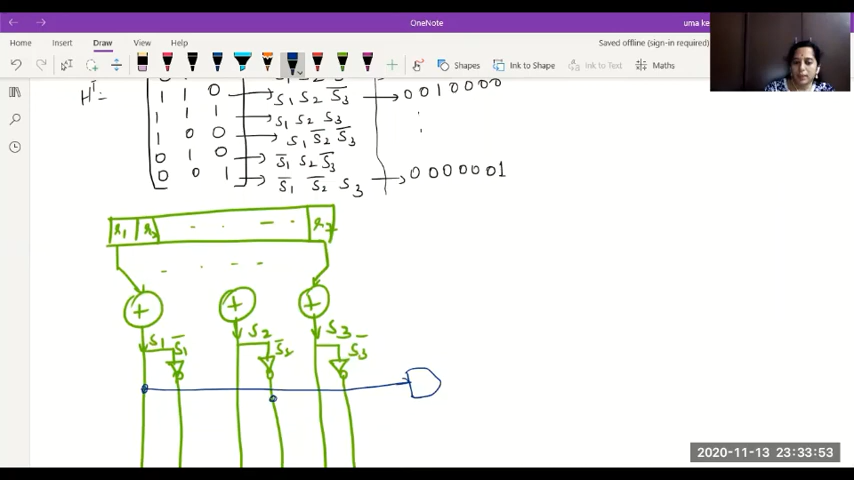 OneNote
uma ke
Home Insert Draw View Help
Saved offline (sign-in required)
Shapes Ink to Shape Ink to Text Maths
Hᵀ=
1 1 0 → s1 s2 s̄3 → 0 0 1 0 0 0 0
1 1 1 → s1 s2 s3
1 0 0 → s1 s̄2 s̄3
0 1 0 → s̄1 s2 s̄3
0 0 1 → s̄1 s̄2 s3 → 0 0 0 0 0 0 1
r1 r2 r7
+ + +
s1 s̄1 s2 s̄2 s3 s̄3
2020-11-13 23:33:53